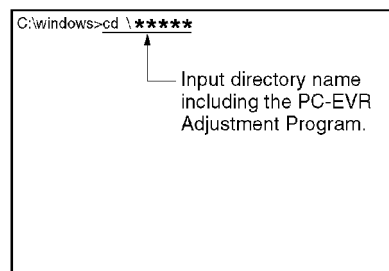 C:\windows>cd \*****
Input directory name
including the PC-EVR
Adjustment Program.